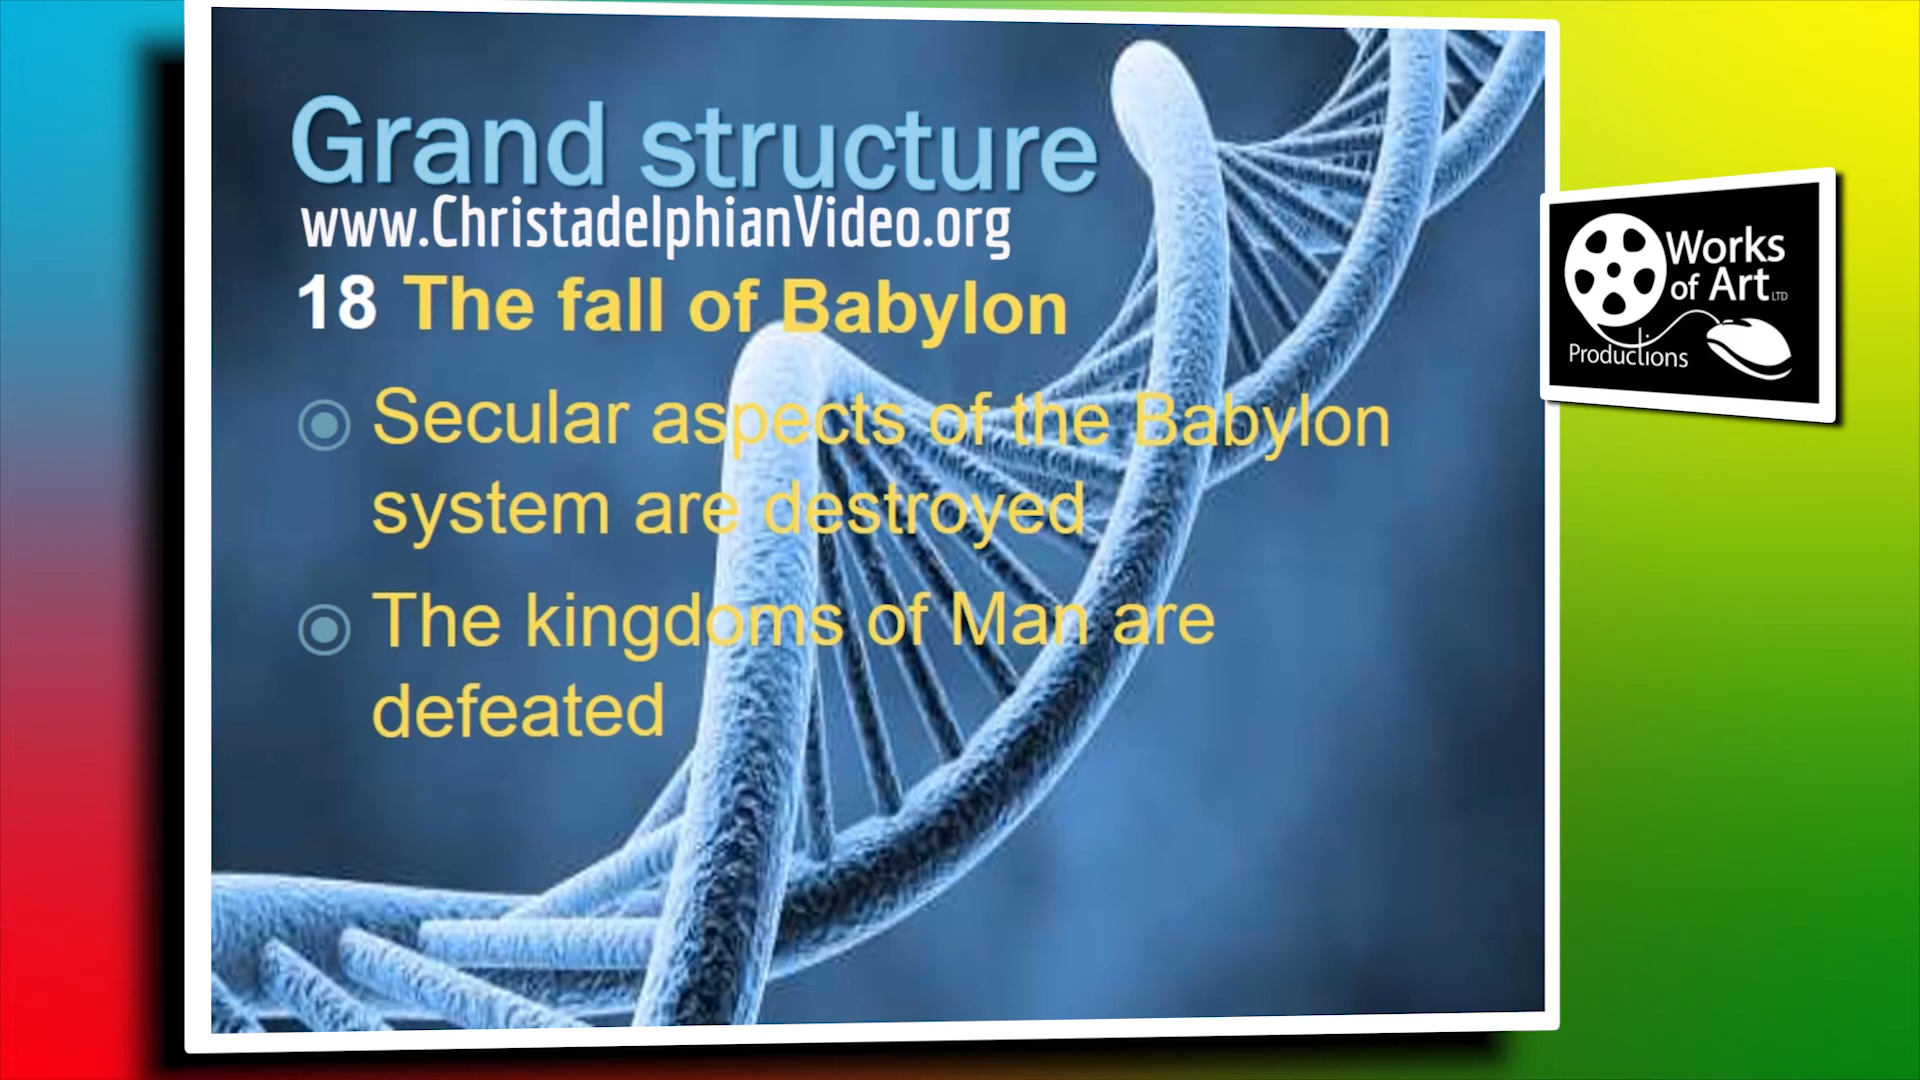 Grand structure
www.ChristadelphianVideo.org
18 The fall of Babylon
Secular aspects of the Babylon
system are destroyed
The kingdoms of Man are
defeated
Works
of Art LTD
Productions